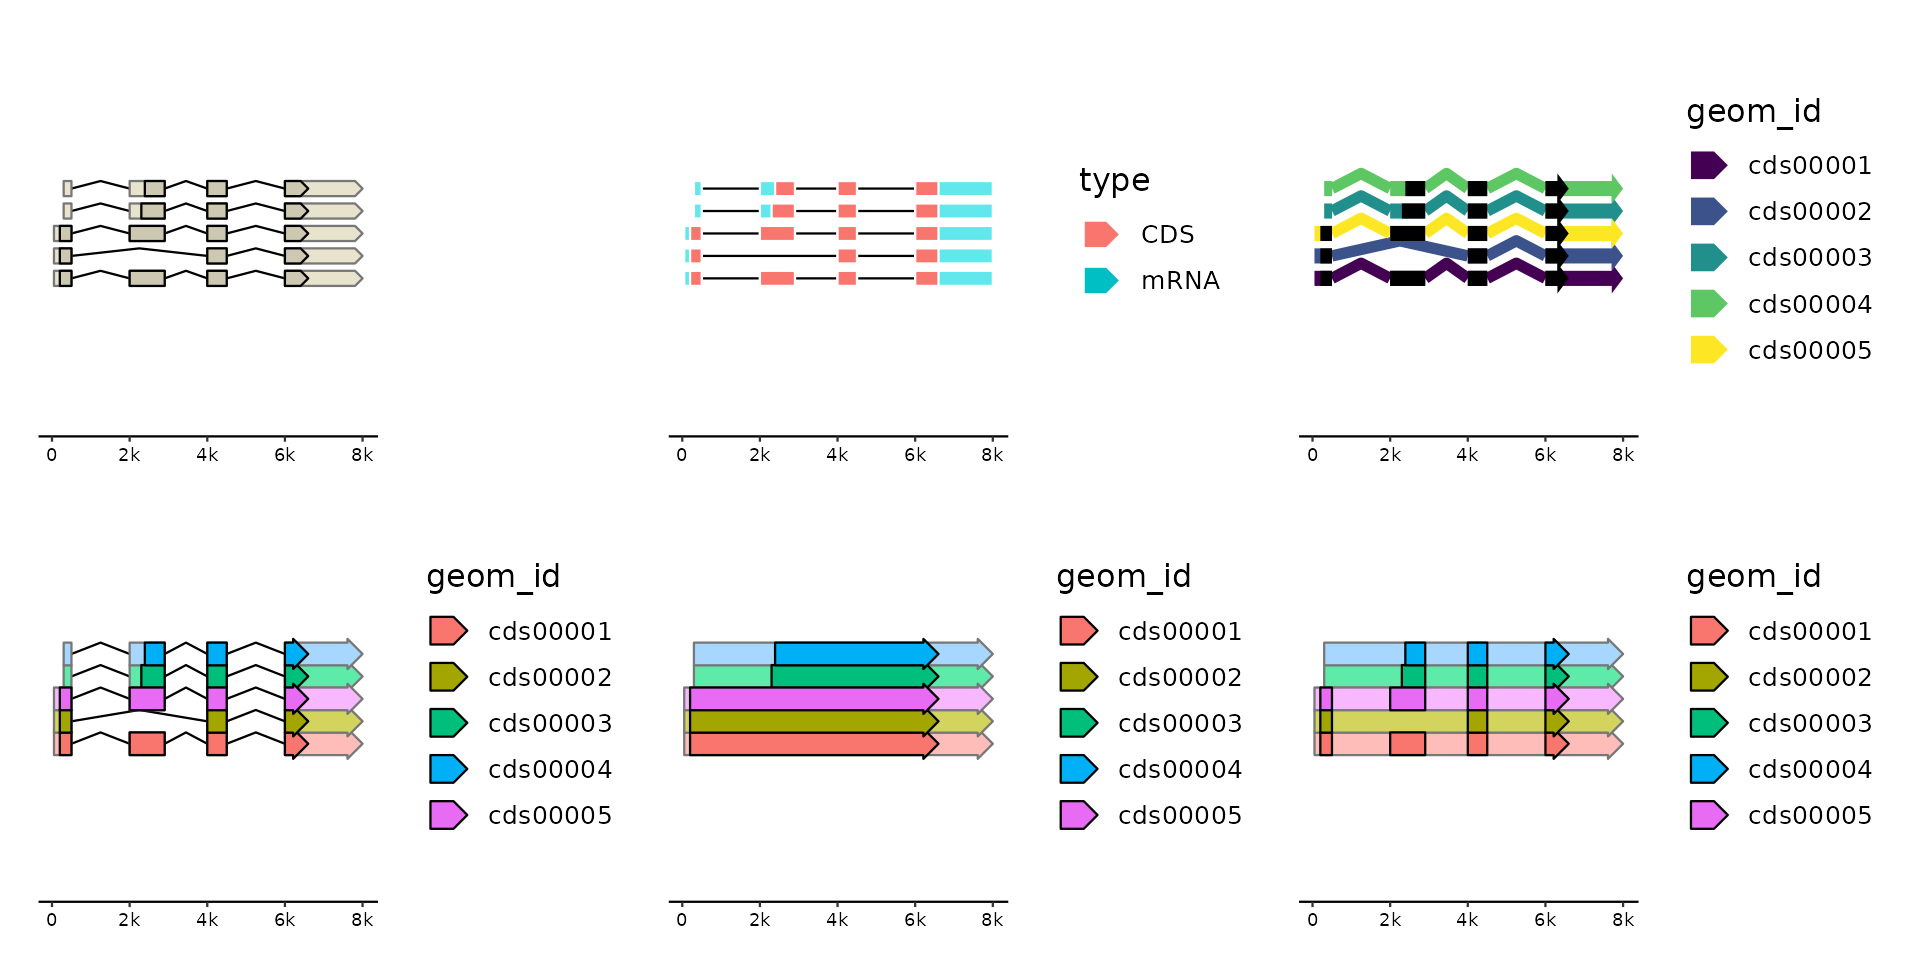 type
CDS
mRNA
geom_id
cds00001
cds00002
cds00003
cds00004
cds00005
0 2k 4k 6k 8k
0 2k 4k 6k 8k
0 2k 4k 6k 8k
geom_id
cds00001
cds00002
cds00003
cds00004
cds00005
geom_id
cds00001
cds00002
cds00003
cds00004
cds00005
geom_id
cds00001
cds00002
cds00003
cds00004
cds00005
0 2k 4k 6k 8k
0 2k 4k 6k 8k
0 2k 4k 6k 8k